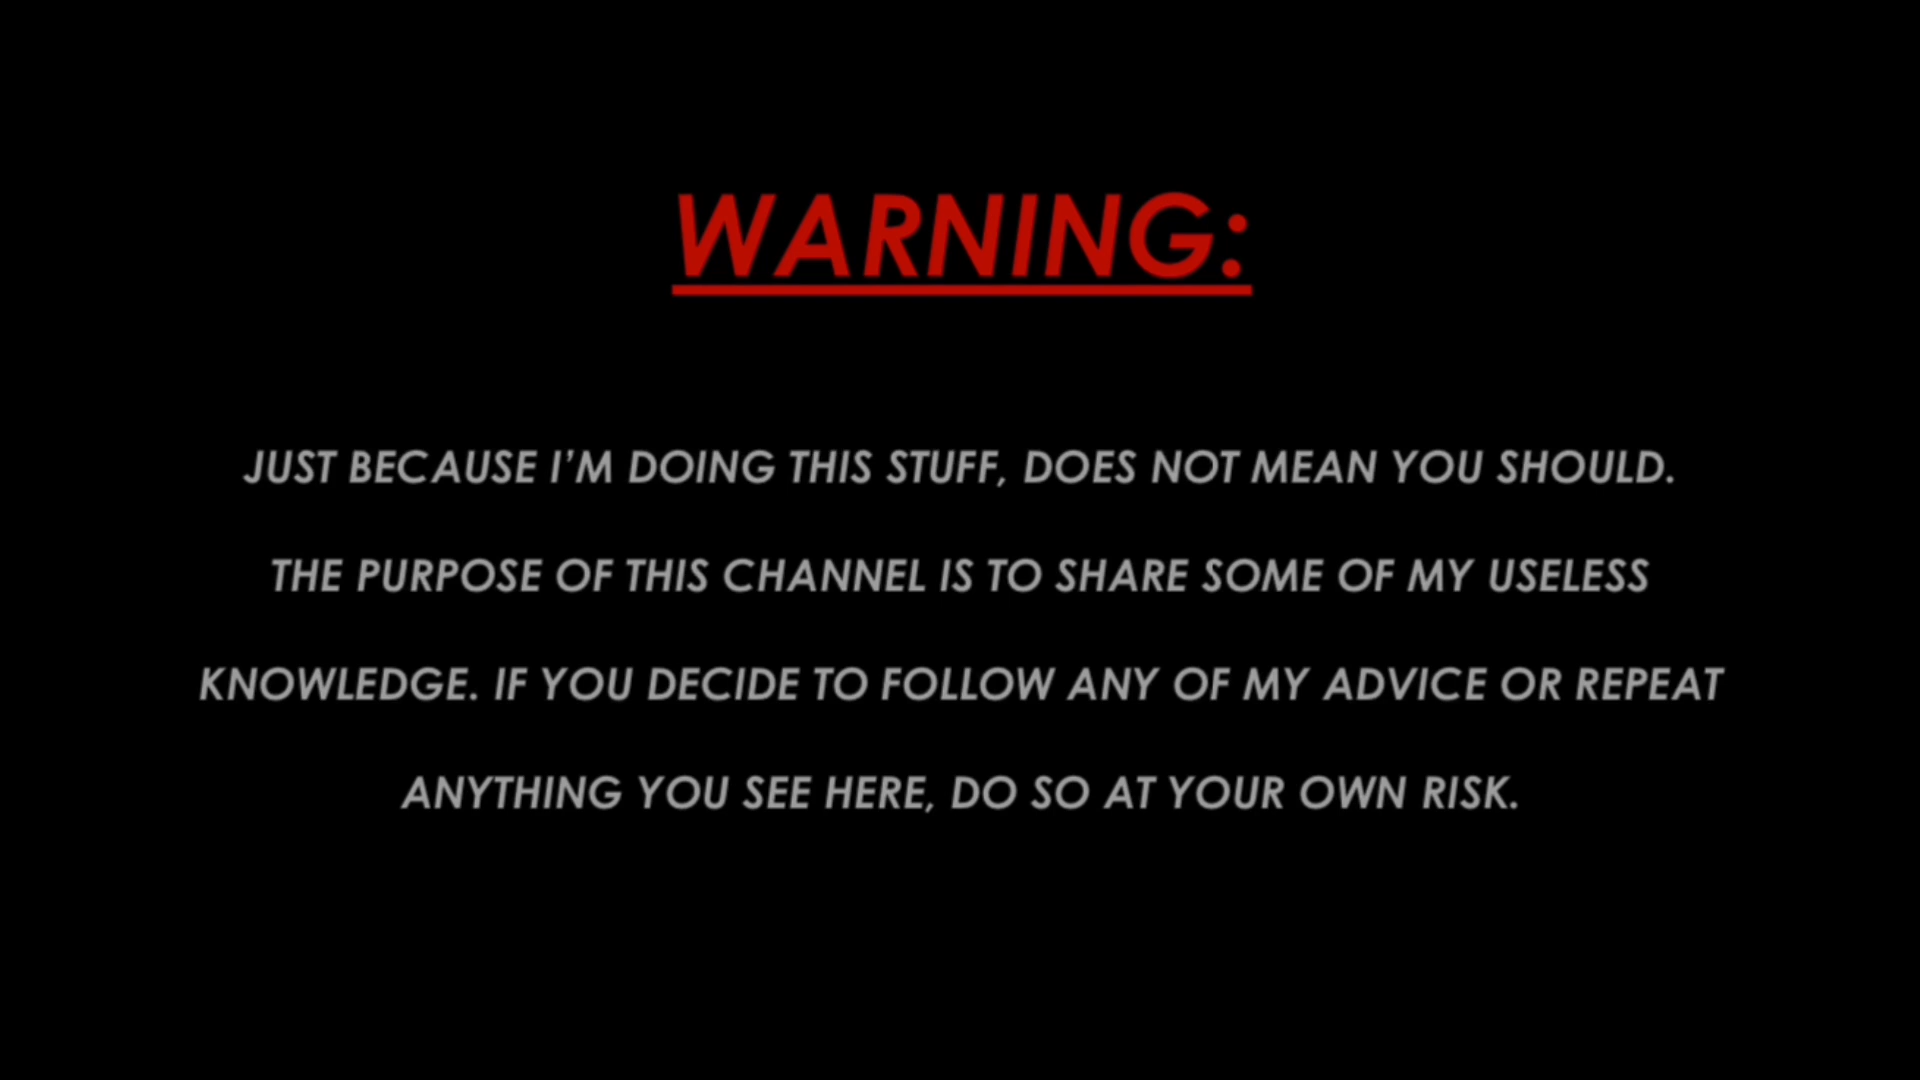 WARNING:
JUST BECAUSE I’M DOING THIS STUFF, DOES NOT MEAN YOU SHOULD.
THE PURPOSE OF THIS CHANNEL IS TO SHARE SOME OF MY USELESS
KNOWLEDGE. IF YOU DECIDE TO FOLLOW ANY OF MY ADVICE OR REPEAT
ANYTHING YOU SEE HERE, DO SO AT YOUR OWN RISK.